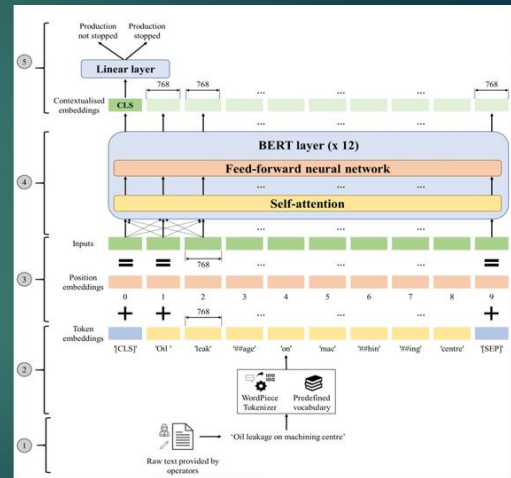 Production
not stopped
Production
stopped
5
Linear layer
Contextualised
embeddings
CLS
768
768
...
...
768
...
...
4
BERT layer (x 12)
...
...
Feed-forward neural network
...
...
Self-attention
Inputs
...
...
768
3
Position
embeddings
...
...
0
1
2
3
4
5
6
7
8
9
2
Token
embeddings
768
...
...
'[CLS]'
'Oil '
'leak'
'##age'
'on'
'mac'
'##bin'
'##ing'
'centre'
'[SEP]'
WordPiece
Tokenizer
Predefined
vocabulary
1
'Oil leakage on machining centre'
Raw text provided by
operators